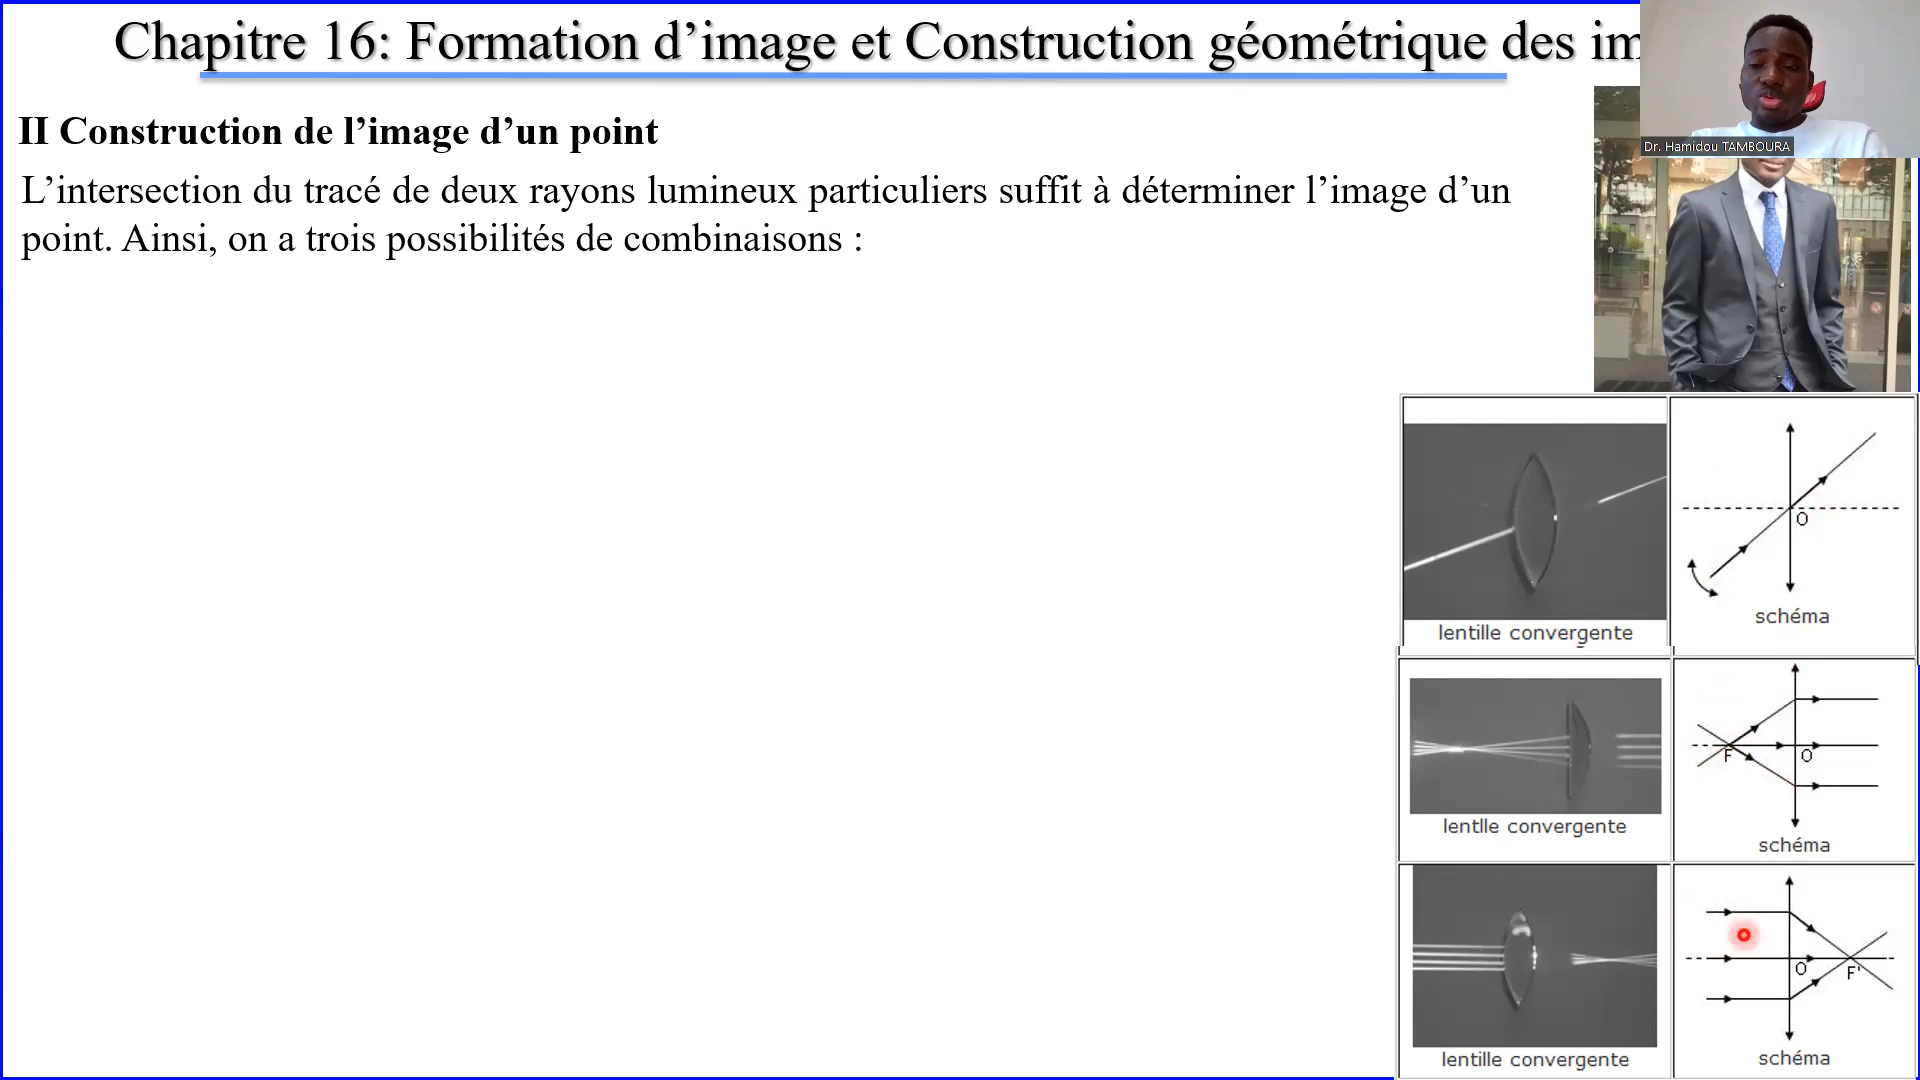 Chapitre 16: Formation d’image et Construction géométrique des im
Dr. Hamidou TAMBOURA
II Construction de l’image d’un point
L’intersection du tracé de deux rayons lumineux particuliers suffit à déterminer l’image d’un
point. Ainsi, on a trois possibilités de combinaisons :
O
schéma
lentille convergente
F
O
lentlle convergente
schéma
O
F'
lentille convergente
schéma